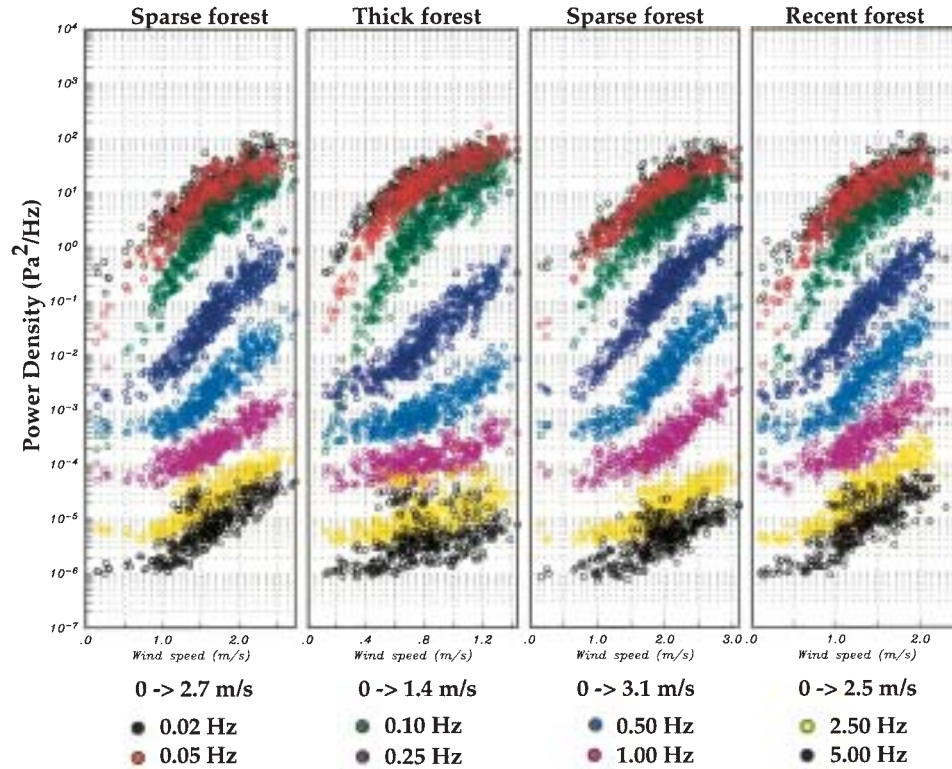 Sparse forest Thick forest Sparse forest Recent forest
10^4
10^3
10^2
10^1
10^0
10^-1
10^-2
10^-3
10^-4
10^-5
10^-6
10^-7
Power Density (Pa^2/Hz)
.0 1.0 2.0 .0 .4 .8 1.2 .0 1.0 2.0 3.0 .0 1.0 2.0
Wind speed (m/s) Wind speed (m/s) Wind speed (m/s) Wind speed (m/s)
0 -> 2.7 m/s 0 -> 1.4 m/s 0 -> 3.1 m/s 0 -> 2.5 m/s
0.02 Hz 0.10 Hz 0.50 Hz 2.50 Hz
0.05 Hz 0.25 Hz 1.00 Hz 5.00 Hz